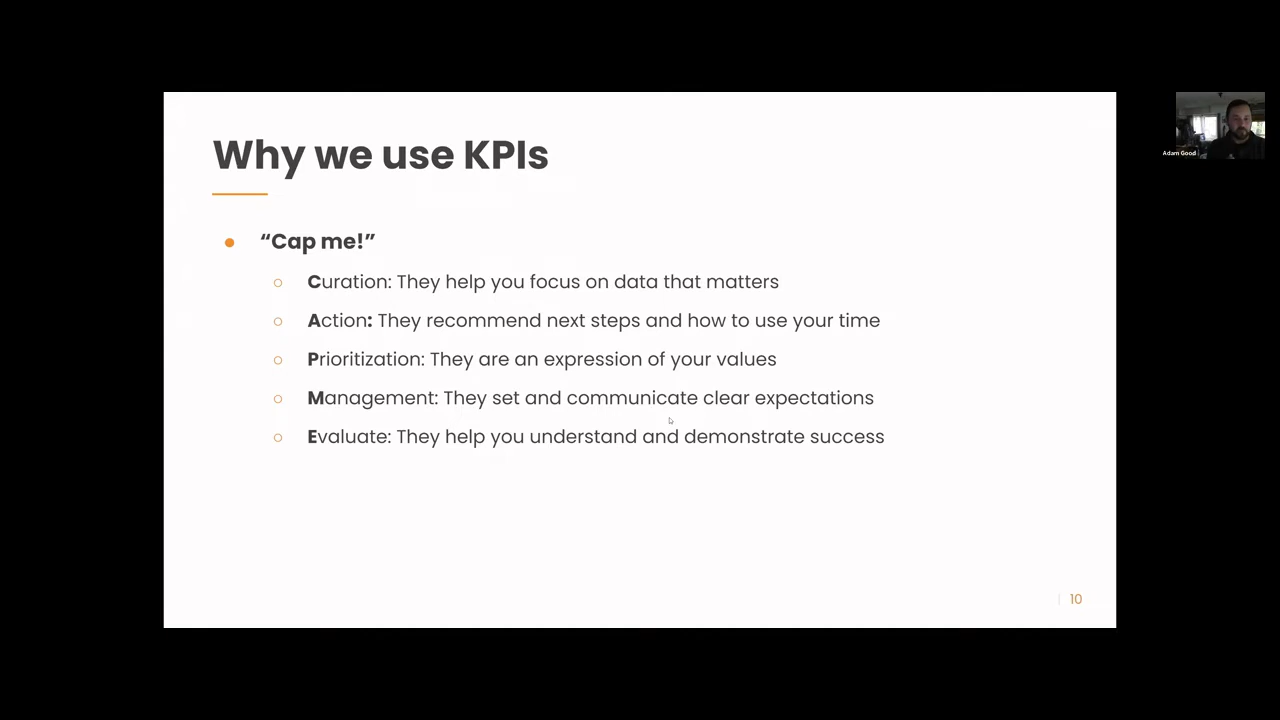 Why we use KPIs
“Cap me!”
Curation: They help you focus on data that matters
Action: They recommend next steps and how to use your time
Prioritization: They are an expression of your values
Management: They set and communicate clear expectations
Evaluate: They help you understand and demonstrate success
10
Adam Good